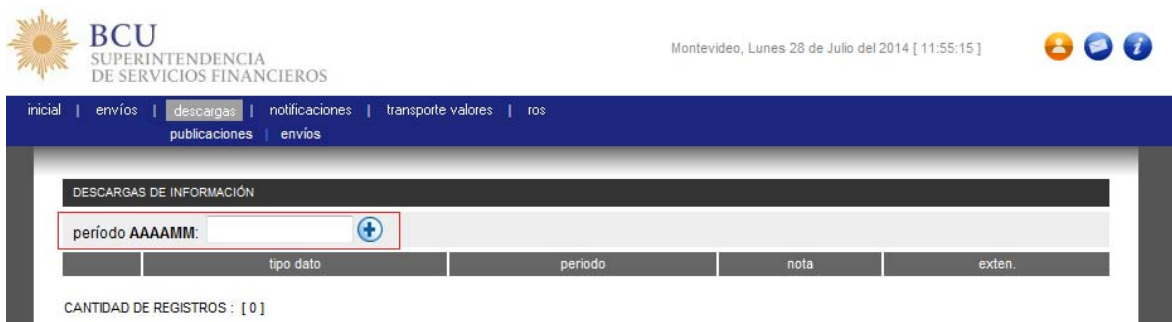 BCU
SUPERINTENDENCIA
DE SERVICIOS FINANCIEROS
Montevideo, Lunes 28 de Julio del 2014 [ 11:55:15 ]
inicial | envíos | descargas | notificaciones | transporte valores | ros
publicaciones | envíos
DESCARGAS DE INFORMACIÓN
período AAAAMM:
tipo dato periodo nota exten.
CANTIDAD DE REGISTROS : [ 0 ]